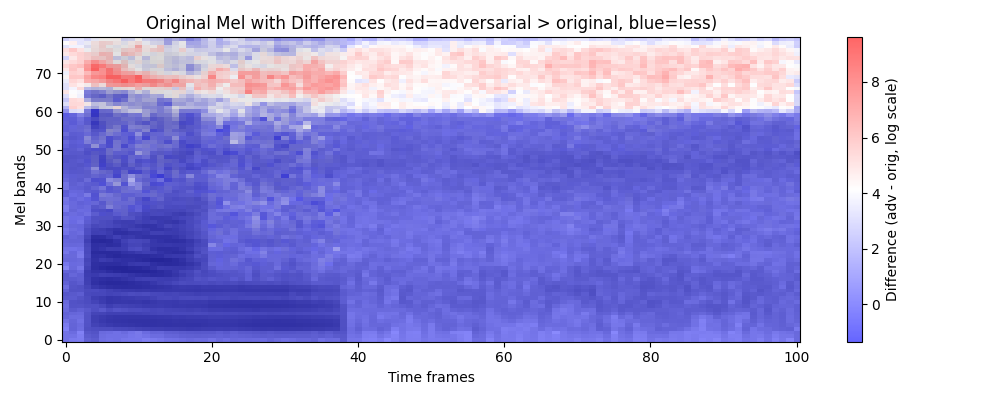 Original Mel with Differences (red=adversarial > original, blue=less)
Mel bands
70
60
50
40
30
20
10
0
0 20 40 60 80 100
Time frames
8
6
4
2
0
Difference (adv - orig, log scale)